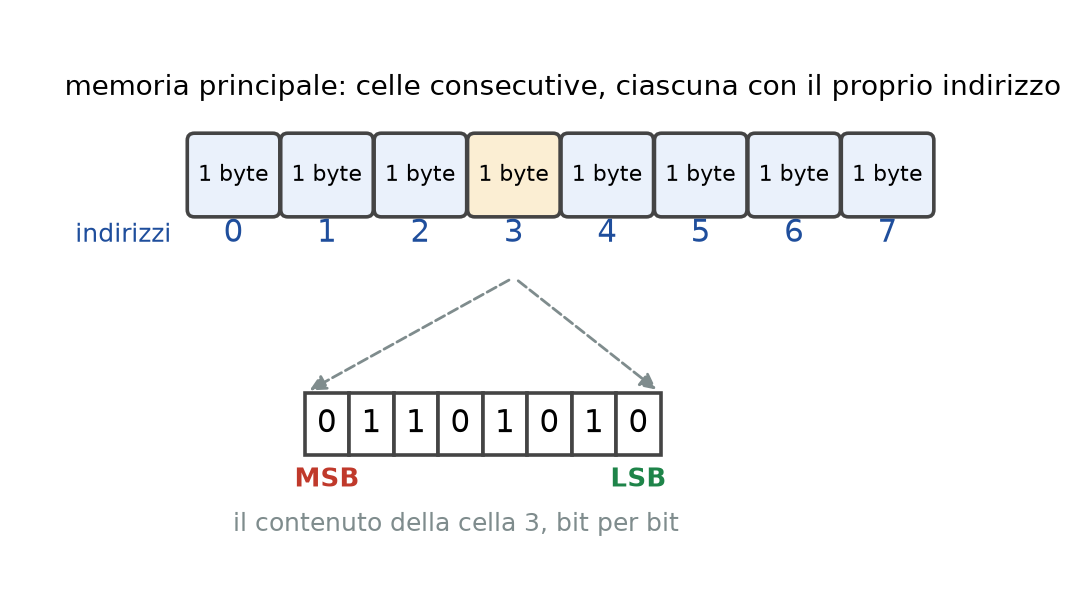 memoria principale: celle consecutive, ciascuna con il proprio indirizzo
1 byte 1 byte 1 byte 1 byte 1 byte 1 byte 1 byte 1 byte
indirizzi 0 1 2 3 4 5 6 7
0 1 1 0 1 0 1 0
MSB LSB
il contenuto della cella 3, bit per bit